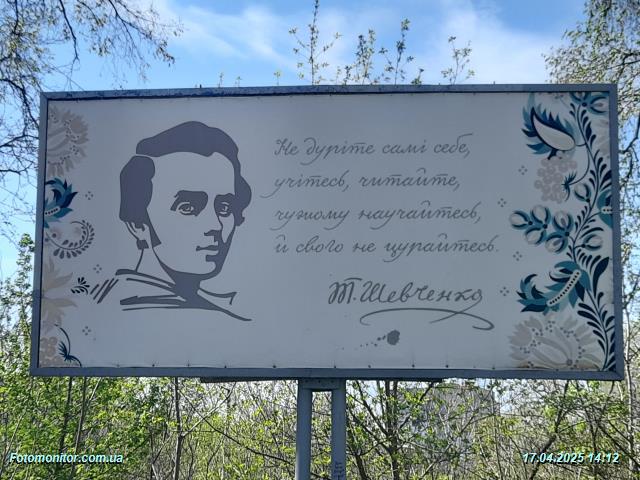 Не дуріте самі себе,
учітесь, читайте,
чужому научайтесь,
й свого не цурайтесь.
Т. Шевченко
Fotomonitor.com.ua
17.04.2025 14:12